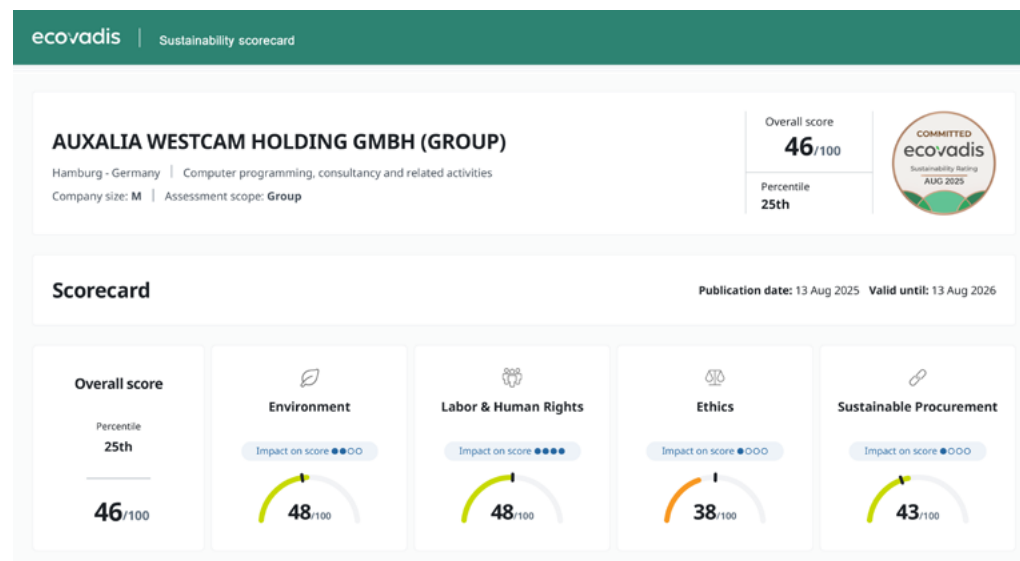 ecovadis | Sustainability scorecard
AUXALIA WESTCAM HOLDING GMBH (GROUP)
Hamburg - Germany | Computer programming, consultancy and related activities
Company size: M | Assessment scope: Group
Overall score
46/100
Percentile
25th
COMMITTED
ecovadis
Sustainability Rating
AUG 2025
Scorecard
Publication date: 13 Aug 2025 Valid until: 13 Aug 2026
Overall score
Percentile
25th
46/100
Environment
Impact on score
48/100
Labor & Human Rights
Impact on score
48/100
Ethics
Impact on score
38/100
Sustainable Procurement
Impact on score
43/100